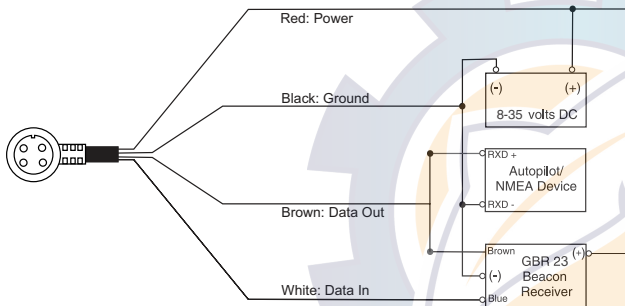 Red: Power
(-)
(+)
8-35 volts DC
Black: Ground
RXD +
Autopilot/
NMEA Device
RXD -
Brown: Data Out
Brown
(+)
GBR 23
(-)
Beacon
Receiver
White: Data In
Blue